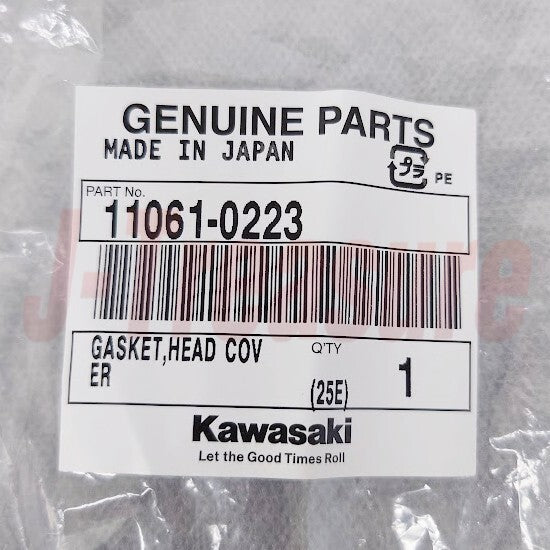 GENUINE PARTS
MADE IN JAPAN
プラ
PE
PART No.
11061-0223
GASKET,HEAD COV
ER
Q'TY
(25E)
1
Kawasaki
Let the Good Times Roll
J-Treasure